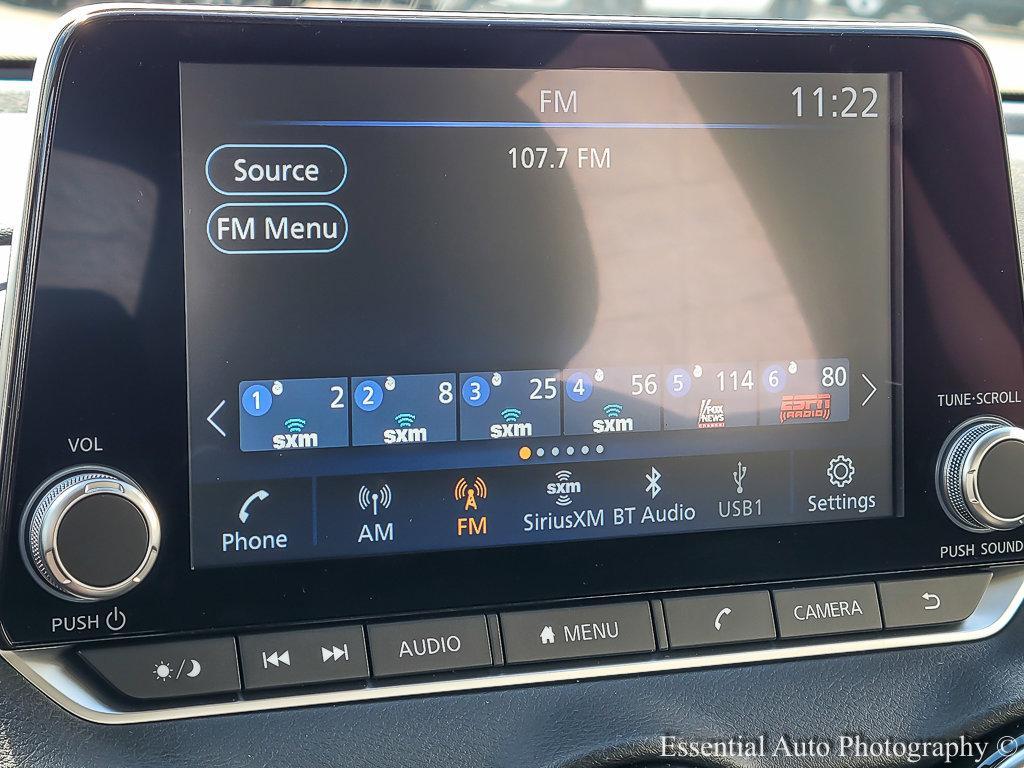 FM
11:22
107.7 FM
Source
FM Menu
1 2 2 8 3 25 4 56 5 114 6 80
sxm sxm sxm sxm FOX NEWS CHANNEL ESPN RADIO
Phone AM FM SiriusXM BT Audio USB1 Settings
sxm
VOL
PUSH
TUNE·SCROLL
PUSH SOUND
AUDIO MENU CAMERA
Essential Auto Photography ©